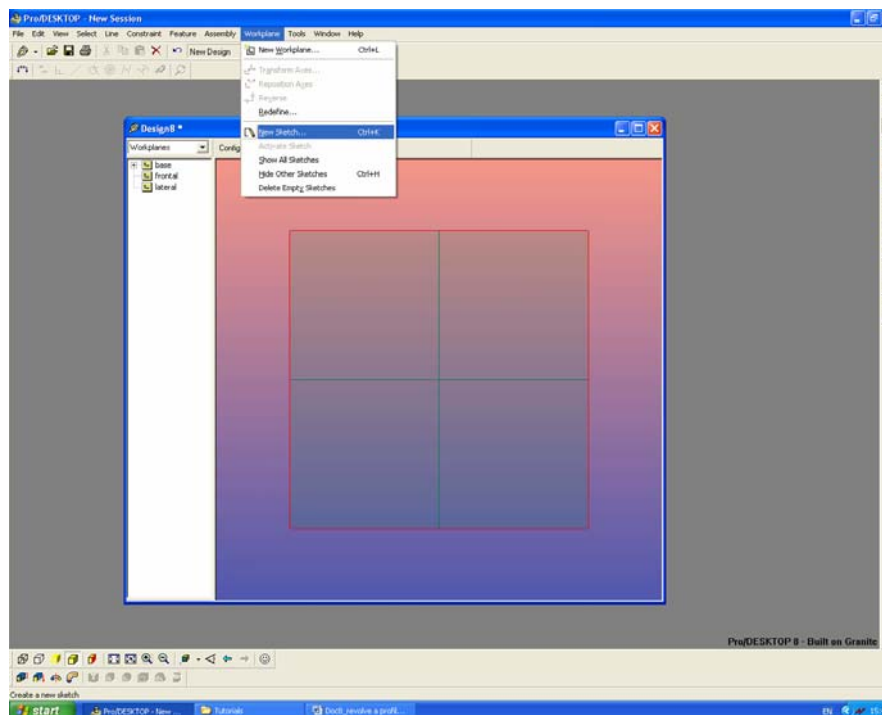 Pro/DESKTOP - New Session
File Edit View Select Line Constraint Feature Assembly Workplane Tools Window Help
New Design
New Workplane... Ctrl+L
Transform Axes...
Reposition Axes
Reverse
Redefine...
New Sketch... Ctrl+K
Activate Sketch
Show All Sketches
Hide Other Sketches Ctrl+H
Delete Empty Sketches
Design8 *
Workplanes
base
frontal
lateral
Pro/DESKTOP 8 - Built on Granite
Create a new sketch
start Pro/DESKTOP - New ... Tutorials Doc8_revolve a profil... EN